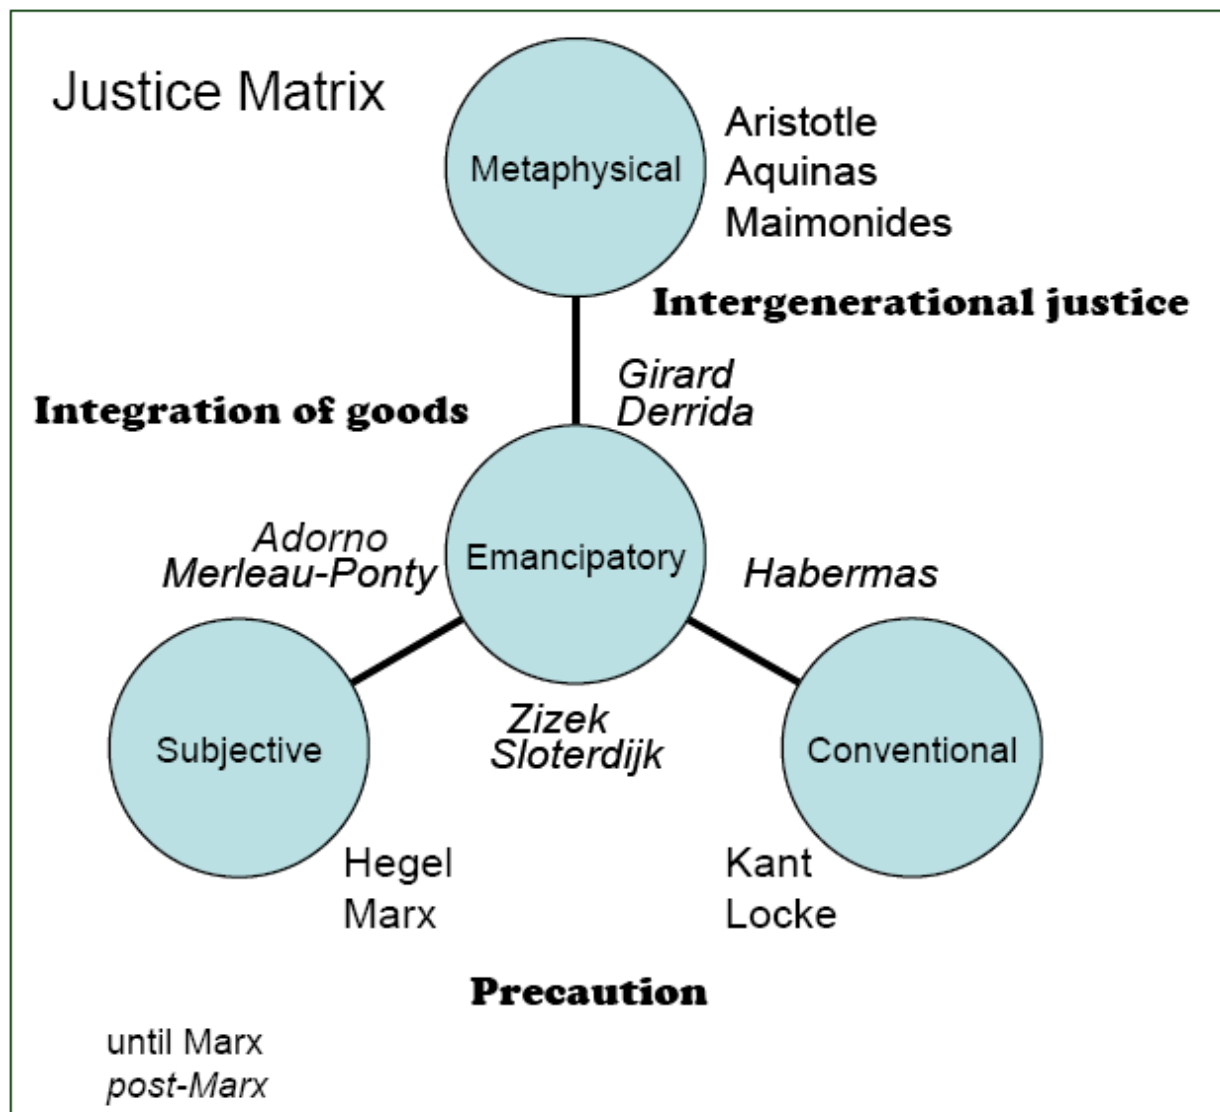 Justice Matrix
Metaphysical
Aristotle
Aquinas
Maimonides
Intergenerational justice
Girard
Derrida
Integration of goods
Adorno
Merleau-Ponty
Emancipatory
Habermas
Zizek
Sloterdijk
Subjective
Conventional
Hegel
Marx
Kant
Locke
Precaution
until Marx
post-Marx